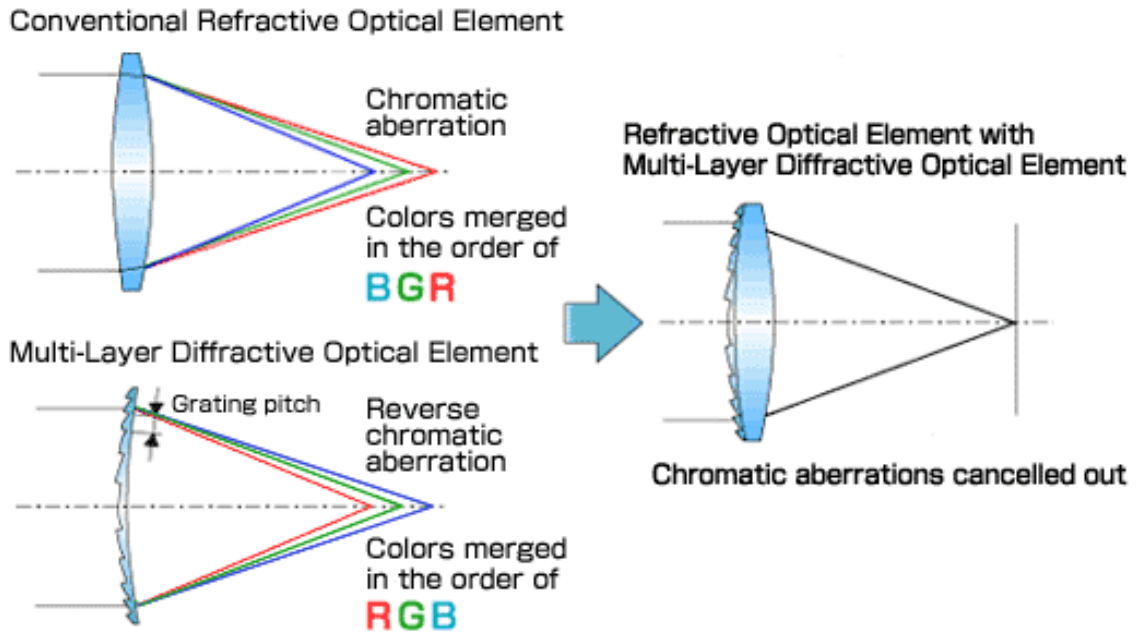 Conventional Refractive Optical Element
Chromatic
aberration
Colors merged
in the order of
BGR
Multi-Layer Diffractive Optical Element
Grating pitch
Reverse
chromatic
aberration
Colors merged
in the order of
RGB
Refractive Optical Element with
Multi-Layer Diffractive Optical Element
Chromatic aberrations cancelled out